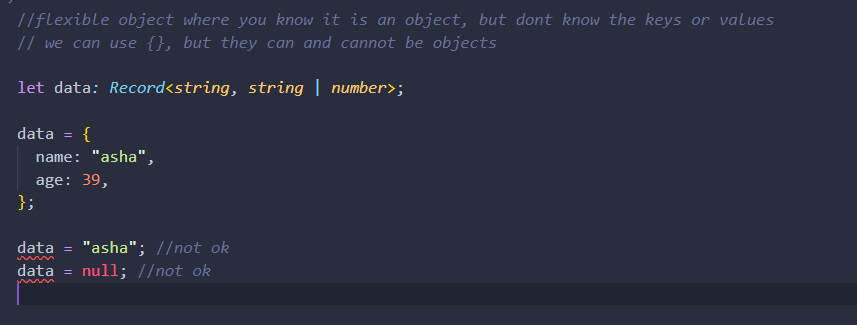 //flexible object where you know it is an object, but dont know the keys or values
// we can use {}, but they can and cannot be objects
let data: Record<string, string | number>;
data = {
  name: "asha",
  age: 39,
};
data = "asha"; //not ok
data = null; //not ok